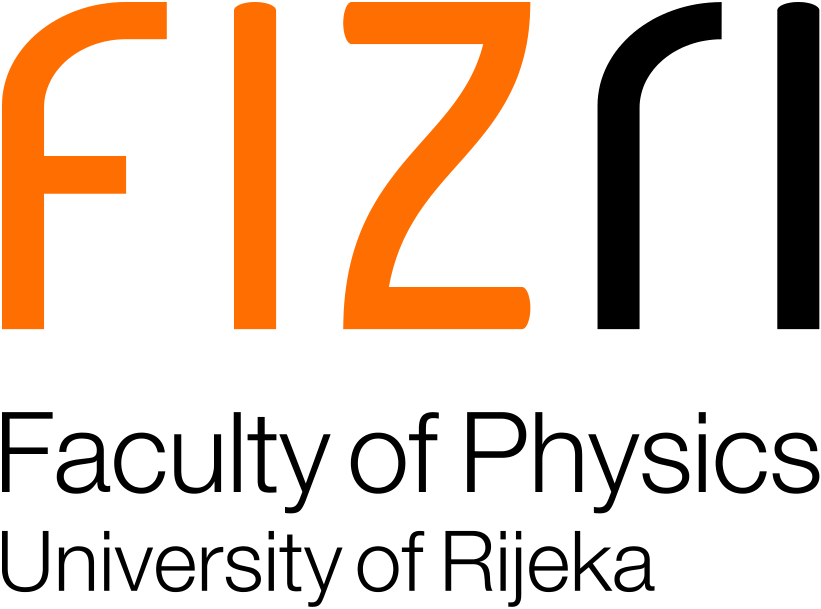 FIZRI
Faculty of Physics
University of Rijeka